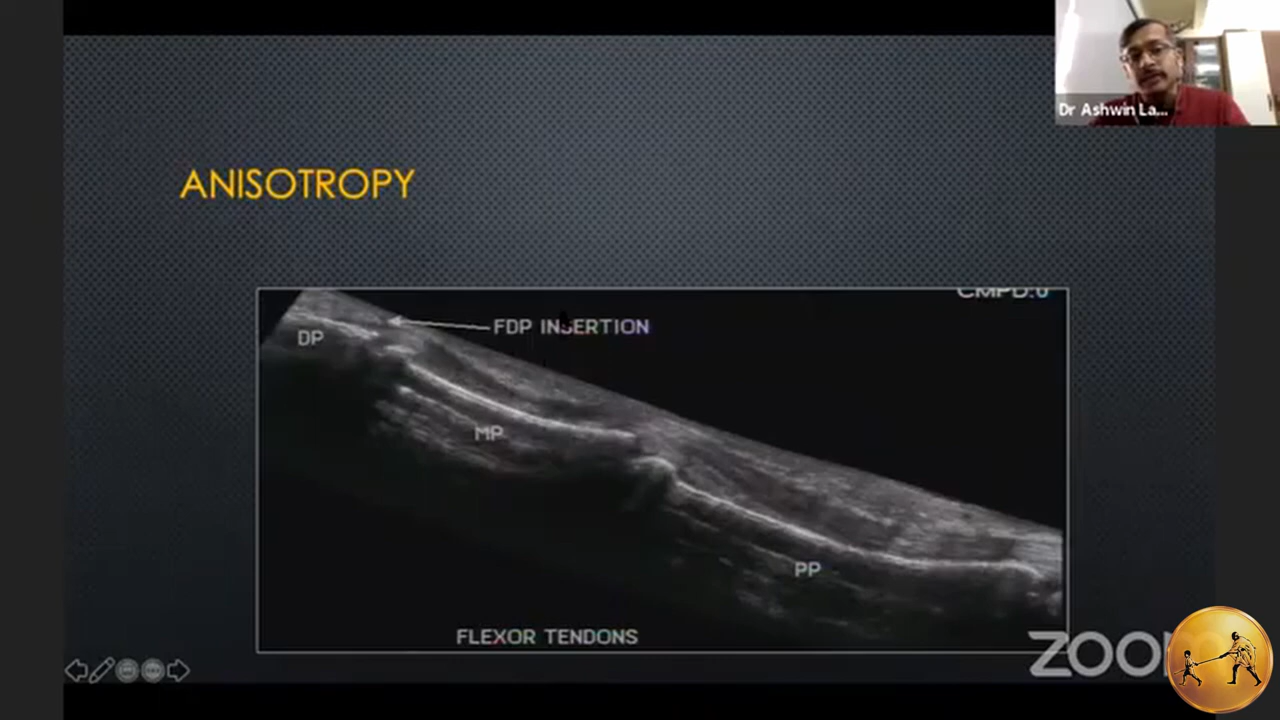 Dr Ashwin La...
ANISOTROPY
CMPD:0
DP
FDP INSERTION
MP
PP
FLEXOR TENDONS
ZOOM